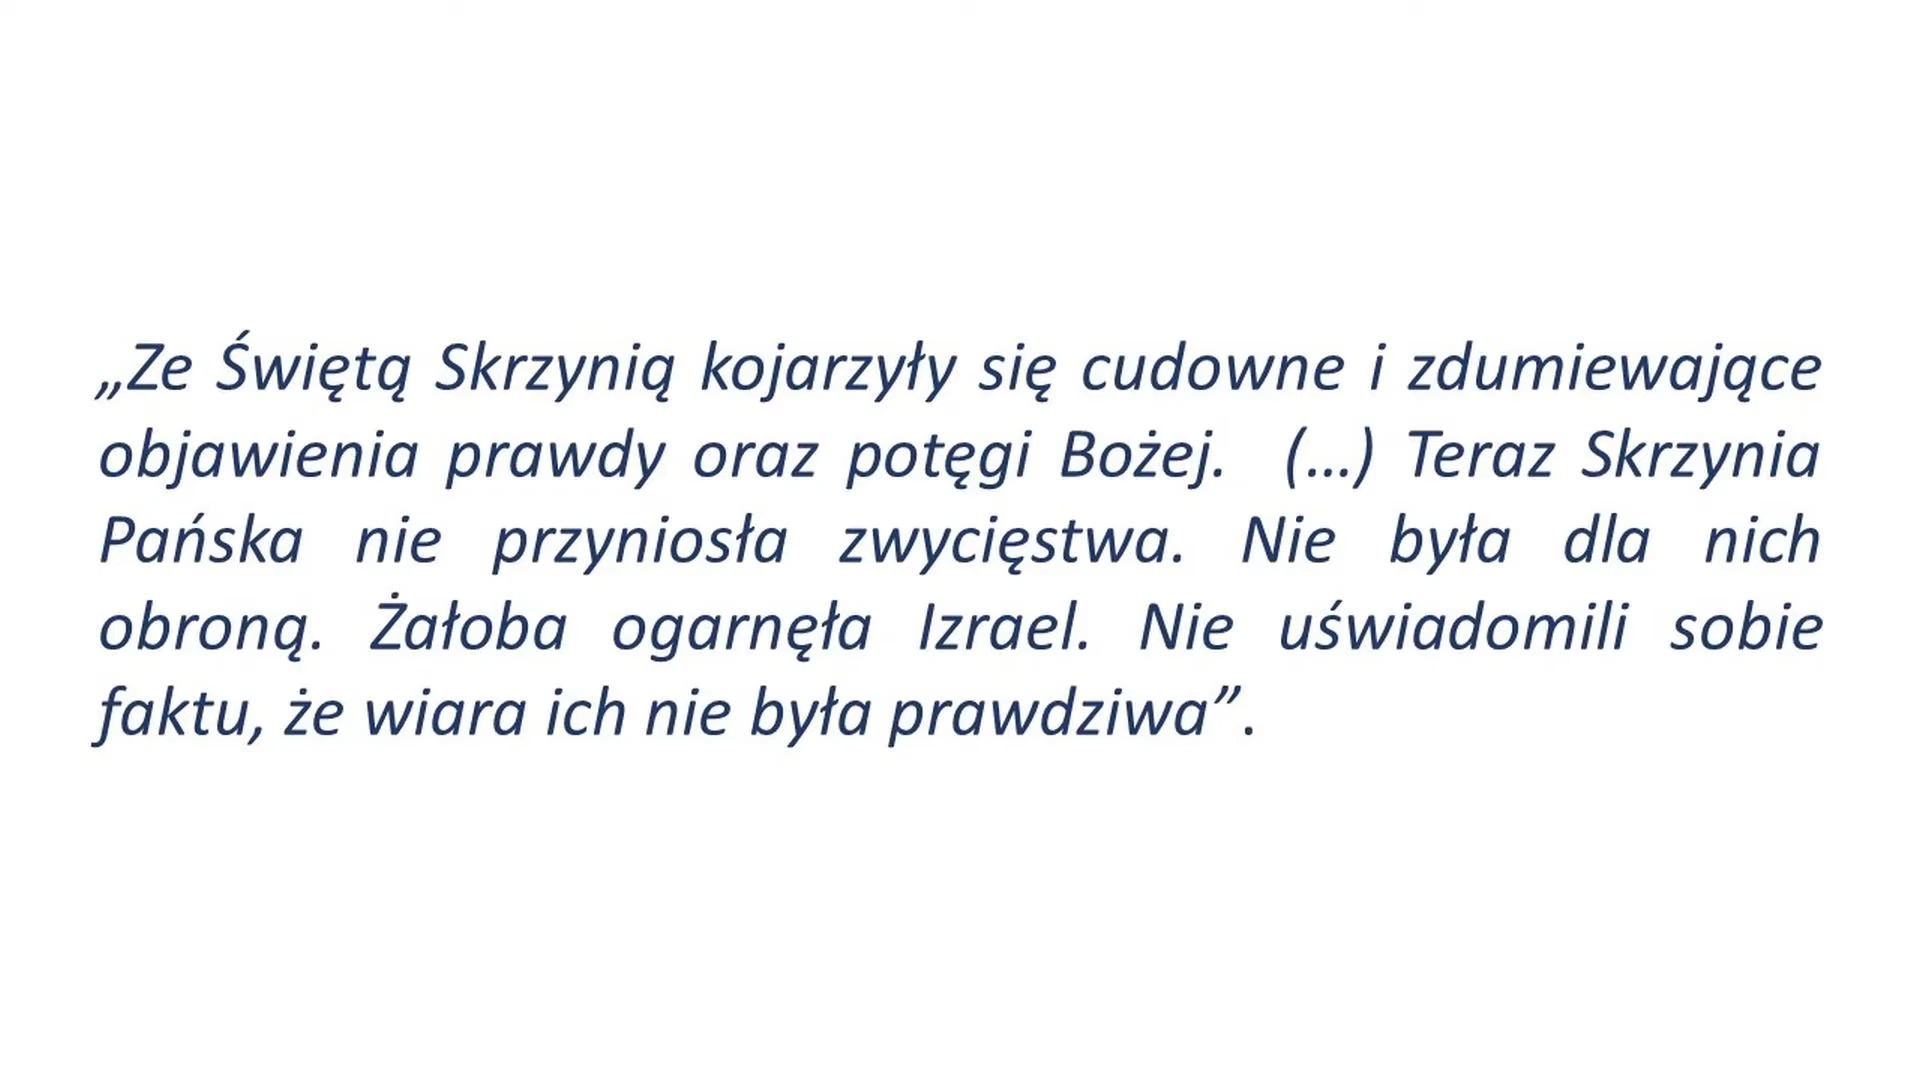 „Ze Świętą Skrzynią kojarzyły się cudowne i zdumiewające
objawienia prawdy oraz potęgi Bożej. (…) Teraz Skrzynia
Pańska nie przyniosła zwycięstwa. Nie była dla nich
obroną. Żałoba ogarnęła Izrael. Nie uświadomili sobie
faktu, że wiara ich nie była prawdziwa”.